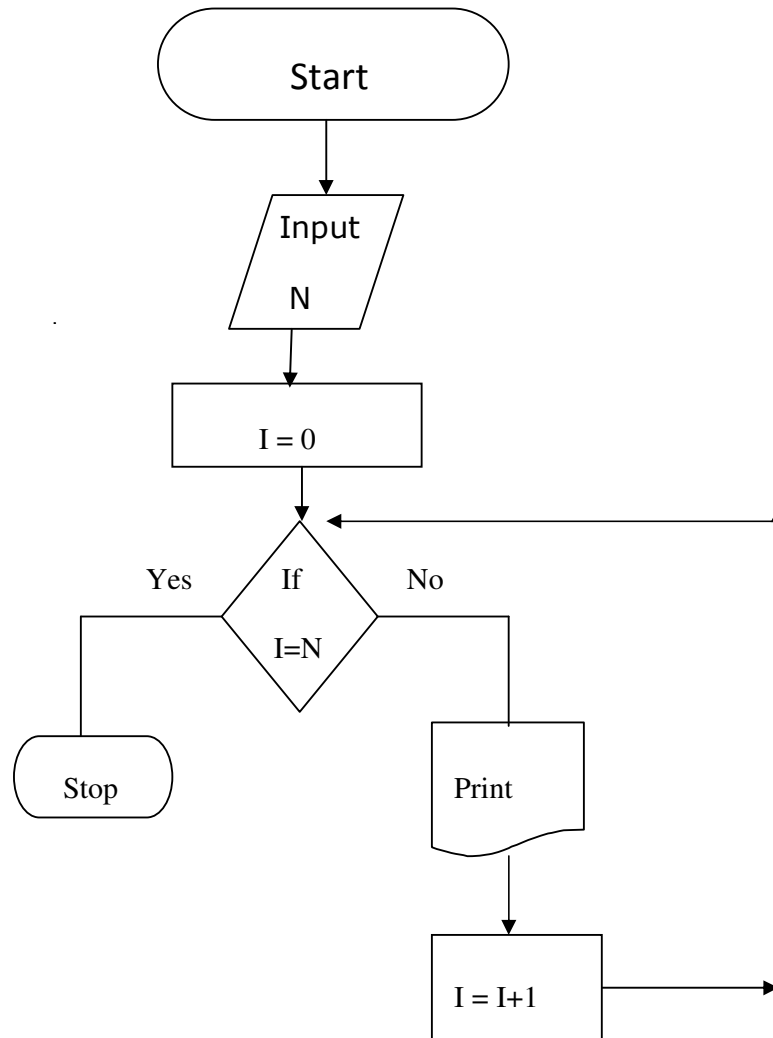 Start
Input
N
I = 0
Yes
If
No
I=N
Stop
Print
I = I+1